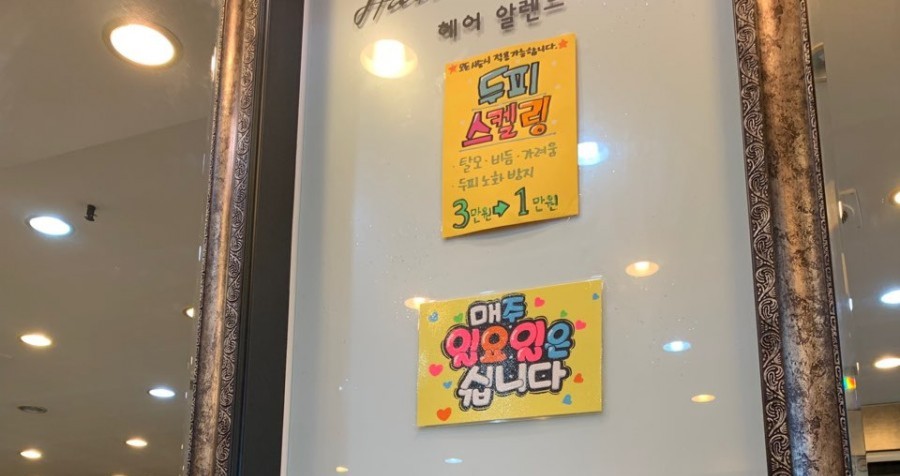 헤어 알렌드
두피
스켈링
탈모·비듬·가려움
두피 노화 방지
3만원→1만원
매주
일요일은
쉽니다